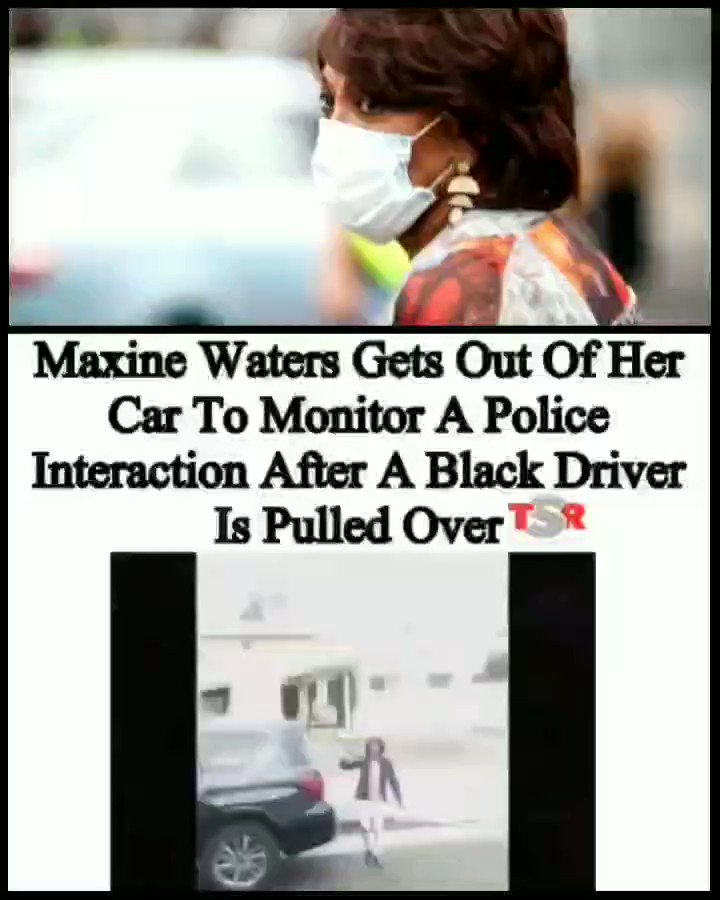 Maxine Waters Gets Out Of Her
Car To Monitor A Police
Interaction After A Black Driver
Is Pulled Over TSR